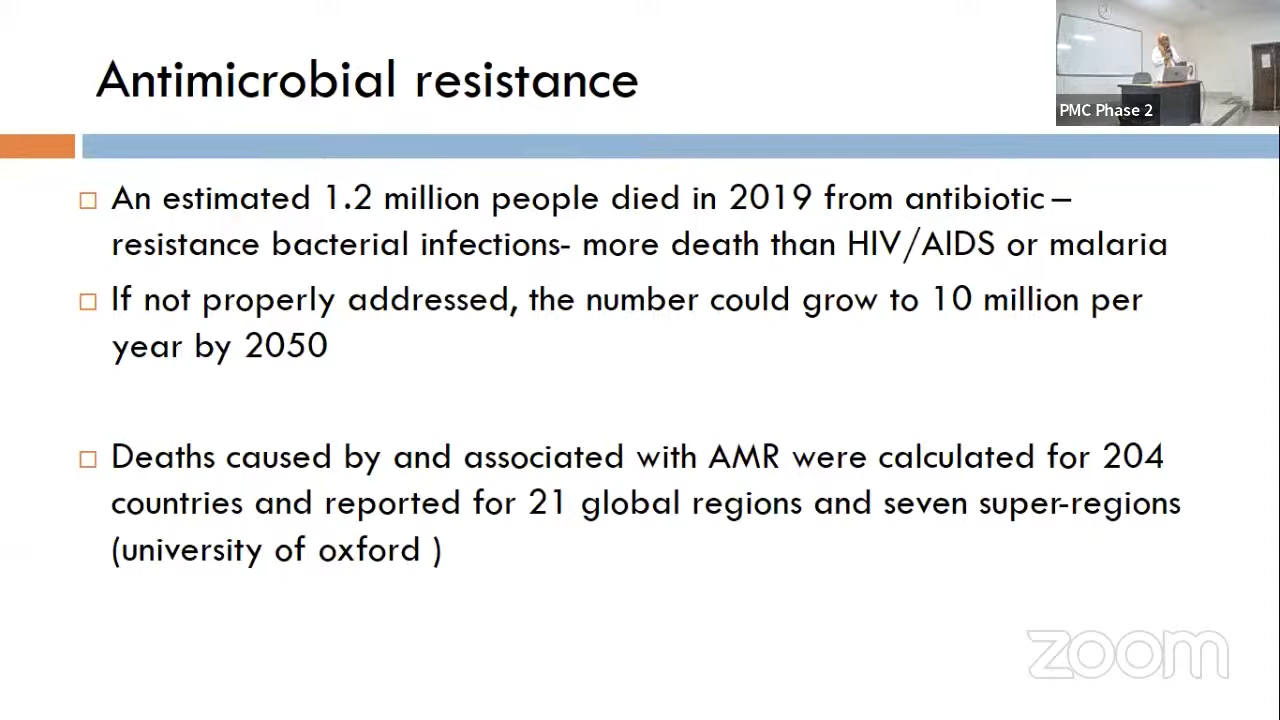 Antimicrobial resistance
PMC Phase 2
An estimated 1.2 million people died in 2019 from antibiotic –
resistance bacterial infections- more death than HIV/AIDS or malaria
If not properly addressed, the number could grow to 10 million per
year by 2050
Deaths caused by and associated with AMR were calculated for 204
countries and reported for 21 global regions and seven super-regions
(university of oxford )
zoom